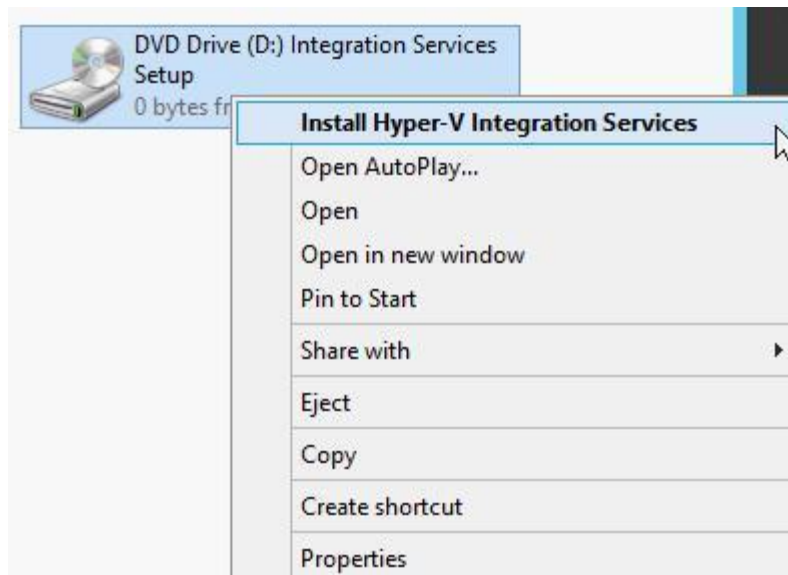 DVD Drive (D:) Integration Services
Setup
0 bytes
Install Hyper-V Integration Services
Open AutoPlay...
Open
Open in new window
Pin to Start
Share with
Eject
Copy
Create shortcut
Properties